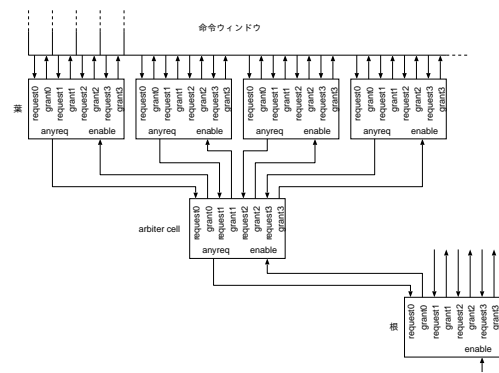 命令ウィンドウ
request0 grant0 request1 grant1 request2 grant2 request3 grant3
anyreq enable
request0 grant0 request1 grant1 request2 grant2 request3 grant3
anyreq enable
request0 grant0 request1 grant1 request2 grant2 request3 grant3
anyreq enable
request0 grant0 request1 grant1 request2 grant2 request3 grant3
anyreq enable
葉
arbiter cell
request0 grant0 request1 grant1 request2 grant2 request3 grant3
anyreq enable
request0 grant0 request1 grant1 request2 grant2 request3 grant3
enable